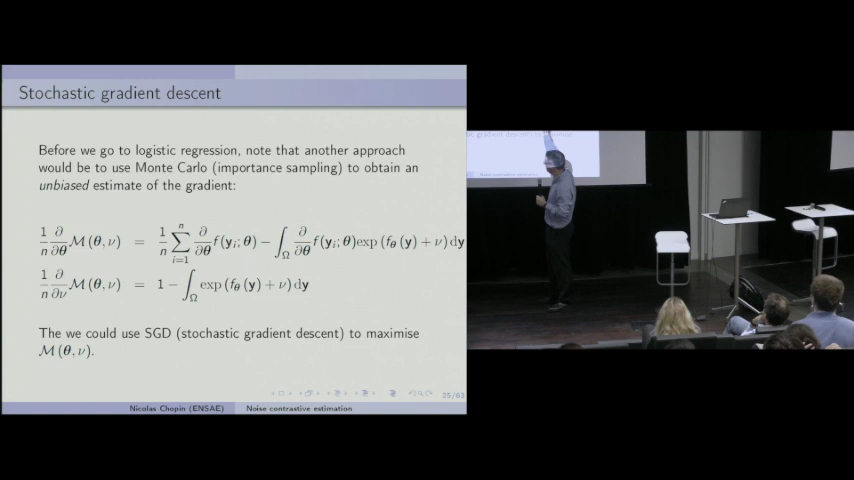 Stochastic gradient descent
Before we go to logistic regression, note that another approach
would be to use Monte Carlo (importance sampling) to obtain an
unbiased estimate of the gradient:
1/n ∂/∂θ M(θ, ν) = 1/n ∑_{i=1}^{n} ∂/∂θ f(y_i; θ) − ∫_Ω ∂/∂θ f(y_i; θ)exp (f_θ (y) + ν) dy
1/n ∂/∂ν M(θ, ν) = 1 − ∫_Ω exp (f_θ (y) + ν) dy
The we could use SGD (stochastic gradient descent) to maximise
M(θ, ν).
25/63
Nicolas Chopin (ENSAE) Noise contrastive estimation